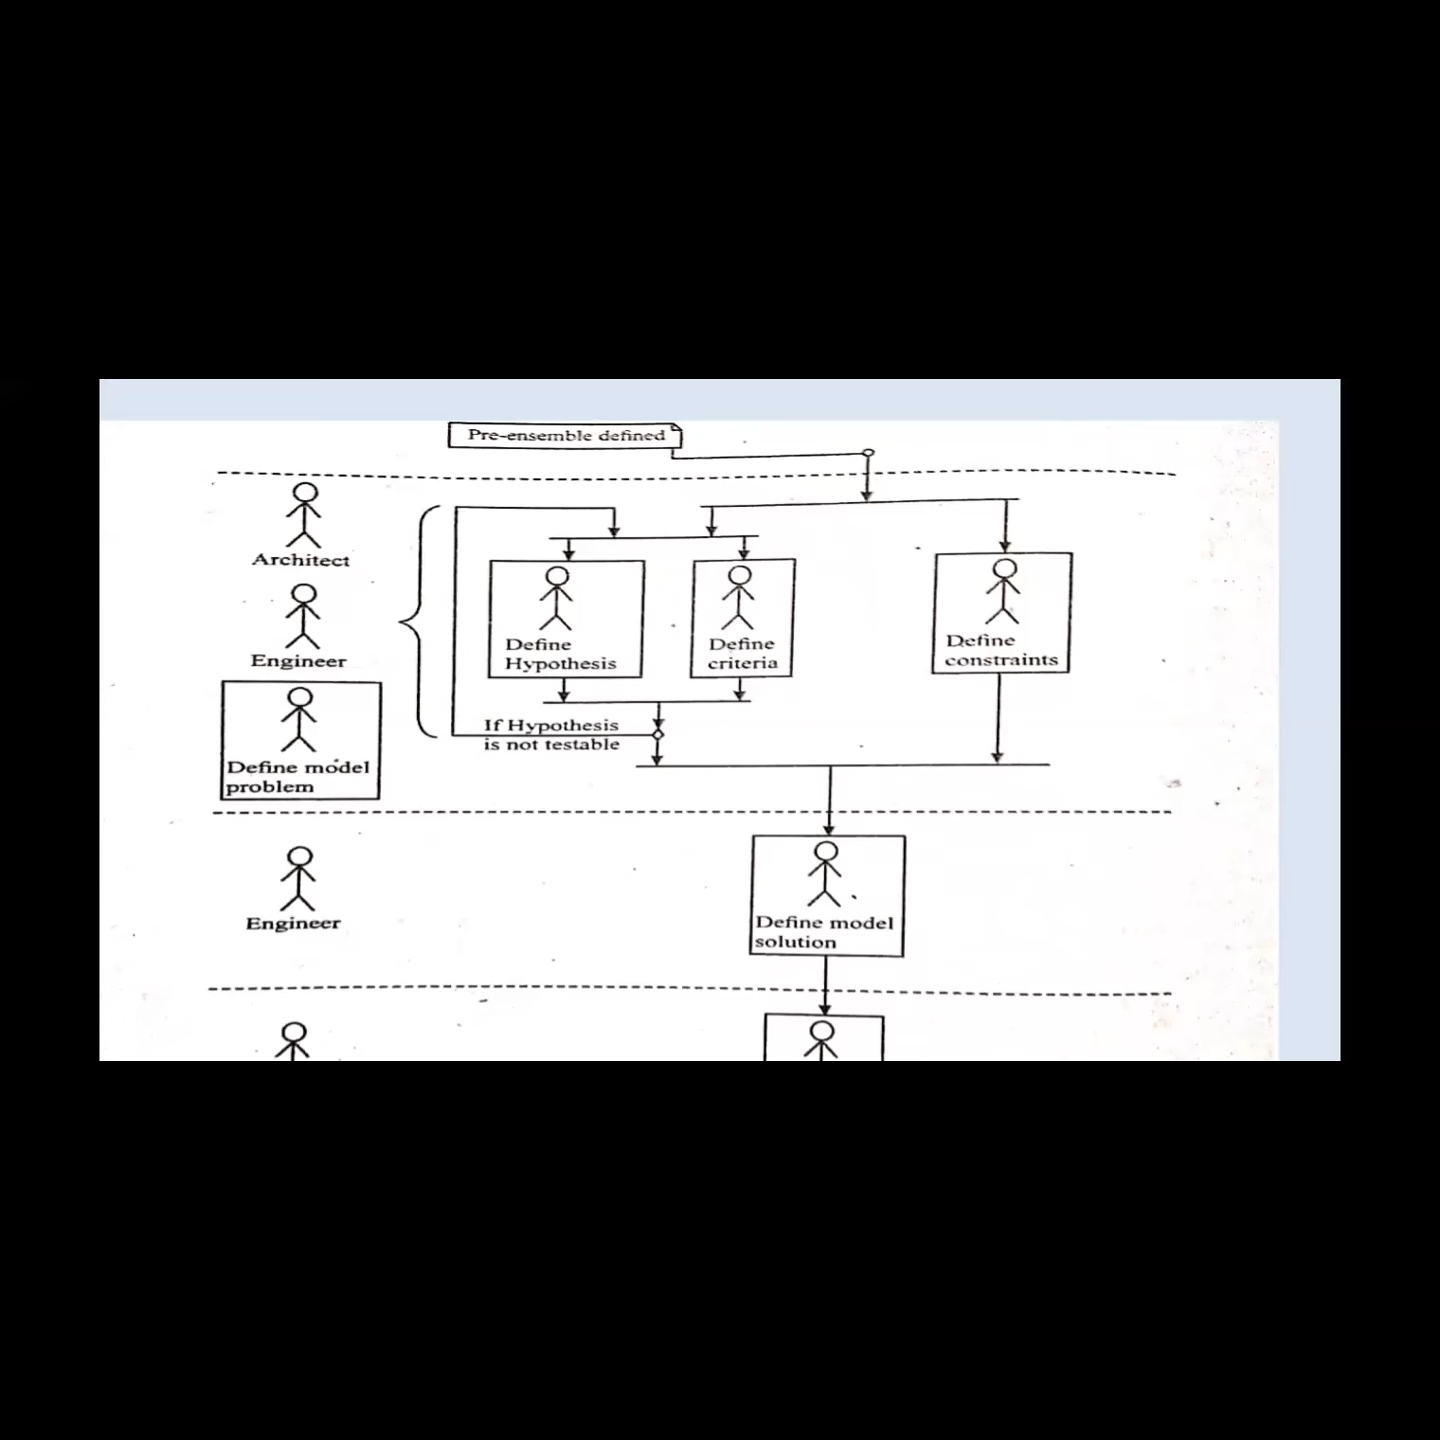 Pre-ensemble defined
Architect
Engineer
Define model
problem
Define
Hypothesis
Define
criteria
Define
constraints
If Hypothesis
is not testable
Engineer
Define model
solution